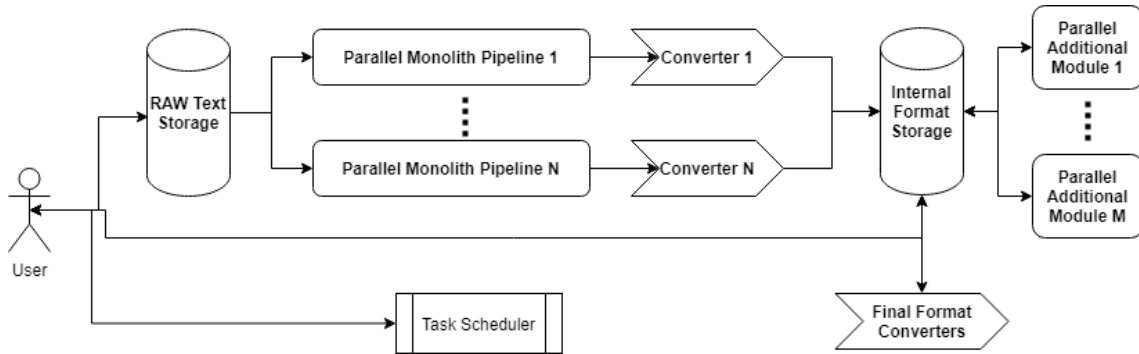 RAW Text
Storage
Parallel Monolith Pipeline 1
Converter 1
Parallel Monolith Pipeline N
Converter N
Internal
Format
Storage
Parallel
Additional
Module 1
Parallel
Additional
Module M
User
Task Scheduler
Final Format
Converters